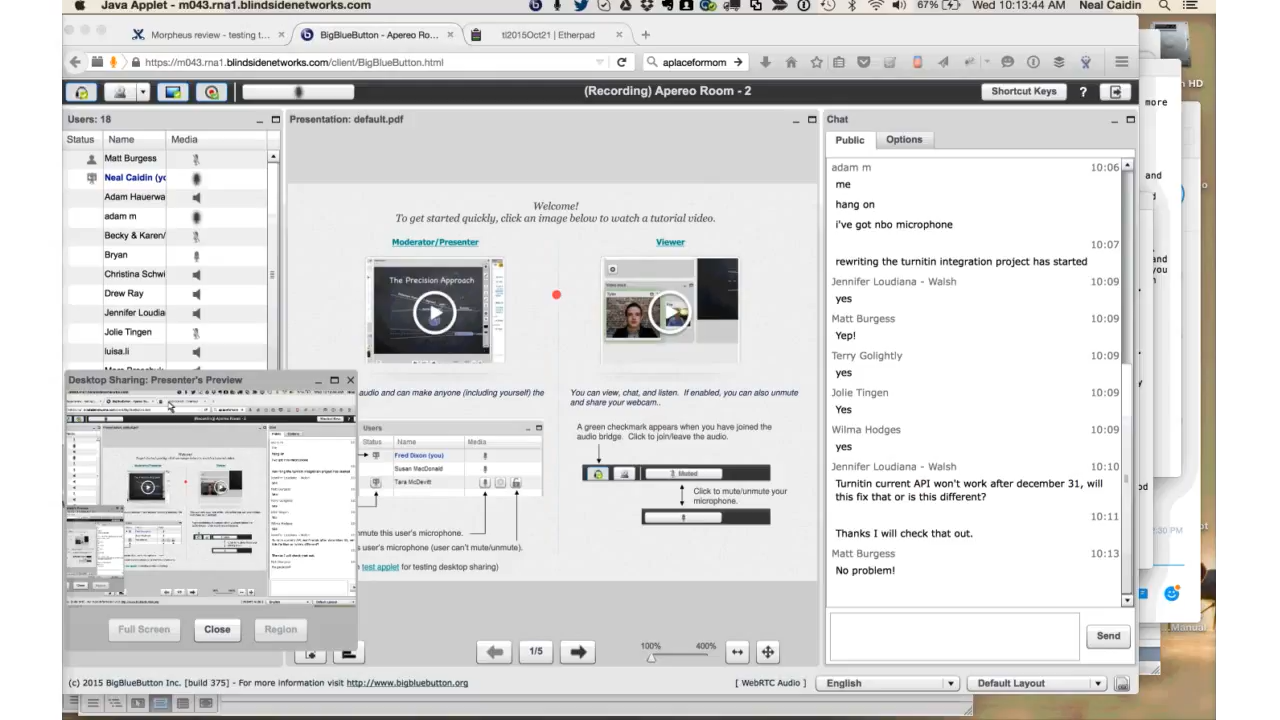 Java Applet - m043.rna1.blindsidenetworks.com
67%
Wed 10:13:44 AM
Neal Caidin
Morpheus review - testing t...
BigBlueButton - Apereo Ro...
tl2015Oct21 | Etherpad
https://m043.rna1.blindsidenetworks.com/client/BigBlueButton.html
aplaceformom
(Recording) Apereo Room - 2
Shortcut Keys
?
Users: 18
Status
Name
Media
Matt Burgess
Neal Caidin (yo
Adam Hauerwa
adam m
Becky & Karen/
Bryan
Christina Schwi
Drew Ray
Jennifer Loudia
Jolie Tingen
luisa.li
Presentation: default.pdf
Welcome!
To get started quickly, click an image below to watch a tutorial video.
Moderator/Presenter
Viewer
The Precision Approach
audio and can make anyone (including yourself) the
You can view, chat, and listen. If enabled, you can also unmute
and share your webcam..
A green checkmark appears when you have joined the
audio bridge. Click to join/leave the audio.
Users
Status
Name
Media
Fred Dixon (you)
Susan MacDonald
Tara McDevitt
Muted
Click to mute/unmute your
microphone.
mute this user's microphone.
user's microphone (user can't mute/unmute).
test applet for testing desktop sharing)
Desktop Sharing: Presenter's Preview
Full Screen
Close
Region
1/5
100%
400%
Chat
Public
Options
adam m
10:06
me
hang on
i've got nbo microphone
10:07
rewriting the turnitin integration project has started
Jennifer Loudiana - Walsh
10:09
yes
Matt Burgess
10:09
Yep!
Terry Golightly
10:09
yes
Jolie Tingen
10:09
Yes
Wilma Hodges
10:09
yes
Jennifer Loudiana - Walsh
10:10
Turnitin current API won't work after december 31, will
this fix that or is this different?
10:11
Thanks I will check that out.
Matt Burgess
10:13
No problem!
Send
(c) 2015 BigBlueButton Inc. [build 375] - For more information visit http://www.bigbluebutton.org
[ WebRTC Audio ]
English
Default Layout
HD
more
and
and
you
Manual